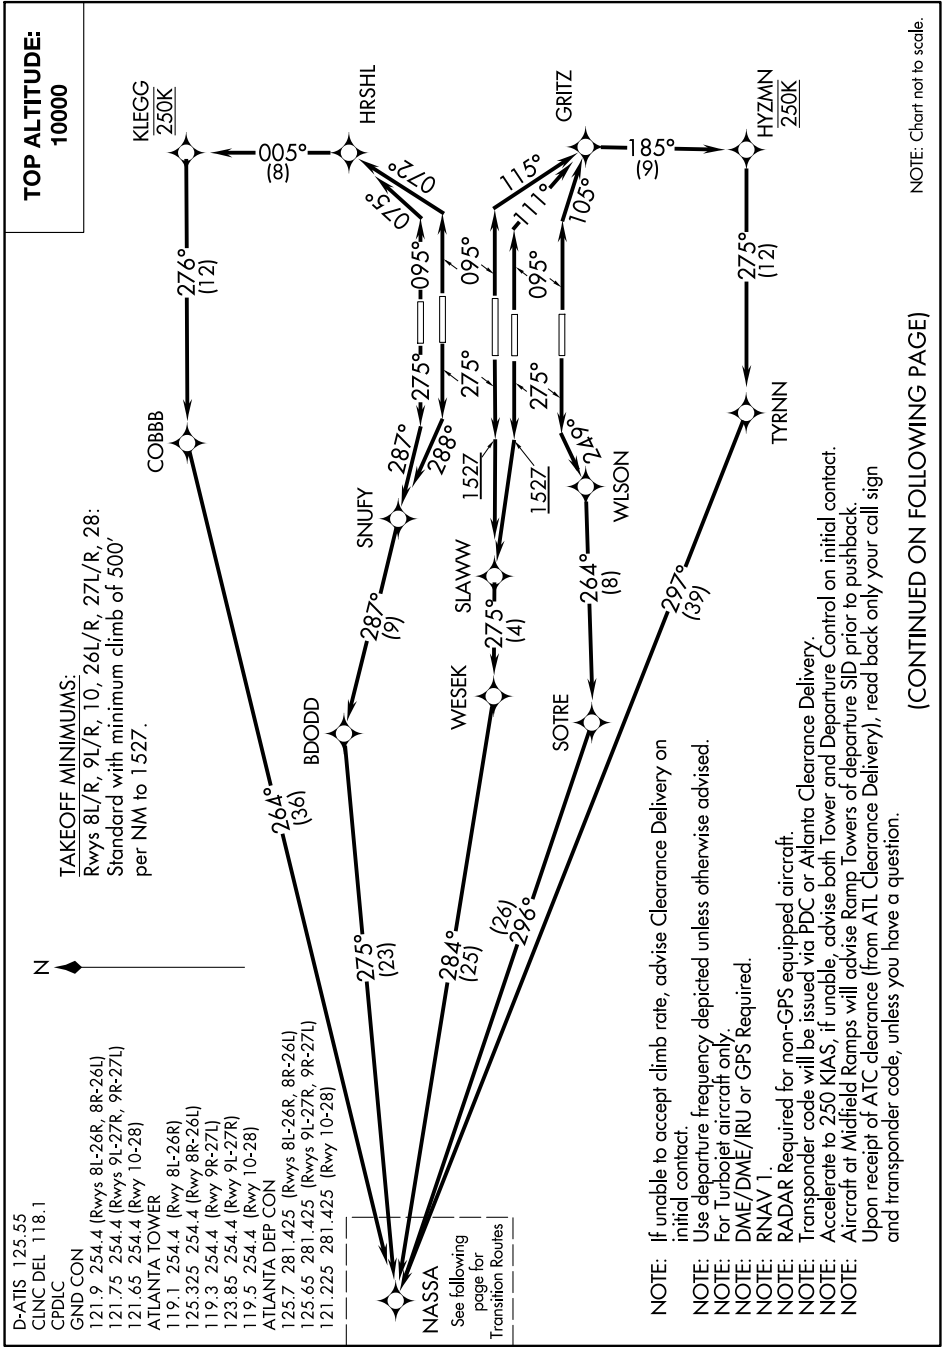 TOP ALTITUDE:
10000
D-ATIS 125.55
CLNC DEL 118.1
CPDLC
GND CON
121.9 254.4 (Rwys 8L-26R, 8R-26L)
121.75 254.4 (Rwys 9L-27R, 9R-27L)
121.65 254.4 (Rwy 10-28)
ATLANTA TOWER
119.1 254.4 (Rwy 8L-26R)
125.325 254.4 (Rwy 8R-26L)
119.3 254.4 (Rwy 9R-27L)
123.85 254.4 (Rwy 9L-27R)
119.5 254.4 (Rwy 10-28)
ATLANTA DEP CON
125.7 281.425 (Rwys 8L-26R, 8R-26L)
125.65 281.425 (Rwys 9L-27R, 9R-27L)
121.225 281.425 (Rwy 10-28)
N
TAKEOFF MINIMUMS:
Rwys 8L/R, 9L/R, 10, 26L/R, 27L/R, 28:
Standard with minimum climb of 500'
per NM to 1527.
COBBB
276°
(12)
KLEGG
250K
005°
(8)
HRSHL
072°
075°
095°
275°
287°
288°
SNUFY
287°
(9)
BDODD
275°
(23)
264°
(36)
095°
275°
1527
SLAWW
275°
(4)
WESEK
284°
(25)
115°
111°
105°
GRITZ
095°
275°
1527
249°
WLSON
264°
(8)
SOTRE
(26)
296°
185°
(9)
HYZMN
250K
275°
(12)
TYRNN
297°
(39)
NASSA
See following
page for
Transition Routes
NOTE: Chart not to scale.
NOTE: If unable to accept climb rate, advise Clearance Delivery on
initial contact.
NOTE: Use departure frequency depicted unless otherwise advised.
NOTE: For Turbojet aircraft only.
NOTE: DME/DME/IRU or GPS Required.
NOTE: RNAV 1.
NOTE: RADAR Required for non-GPS equipped aircraft.
NOTE: Transponder code will be issued via PDC or Atlanta Clearance Delivery.
NOTE: Accelerate to 250 KIAS, if unable, advise both Tower and Departure Control on initial contact.
NOTE: Aircraft at Midfield Ramps will advise Ramp Towers of departure SID prior to pushback.
Upon receipt of ATC clearance (from ATL Clearance Delivery), read back only your call sign
and transponder code, unless you have a question.
(CONTINUED ON FOLLOWING PAGE)